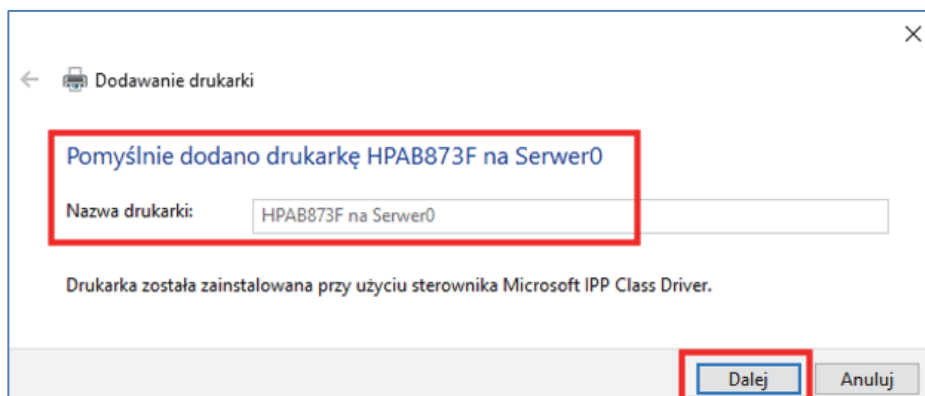 Dodawanie drukarki
Pomyślnie dodano drukarkę HPAB873F na Serwer0
Nazwa drukarki: HPAB873F na Serwer0
Drukarka została zainstalowana przy użyciu sterownika Microsoft IPP Class Driver.
Dalej Anuluj